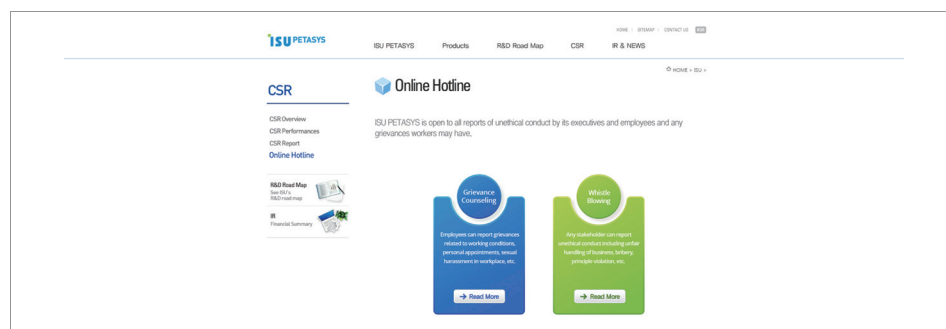 HOME | SITEMAP | CONTACT US
ISU PETASYS
ISU PETASYS Products R&D Road Map CSR IR & NEWS
HOME > ISU >
CSR
Online Hotline
CSR Overview
CSR Performances
CSR Report
Online Hotline
ISU PETASYS is open to all reports of unethical conduct by its executives and employees and any
grievances workers may have,
R&D Road Map
See ISU's
R&D road map
IR
Financial Summary
Grievance
Counseling
Employees can report grievances
related to working conditions,
personal appointments, sexual
harassment in workplace, etc.
→ Read More
Whistle
Blowing
Any stakeholder can report
unethical conduct including unfair
handling of business, bribery,
principle violation, etc.
→ Read More